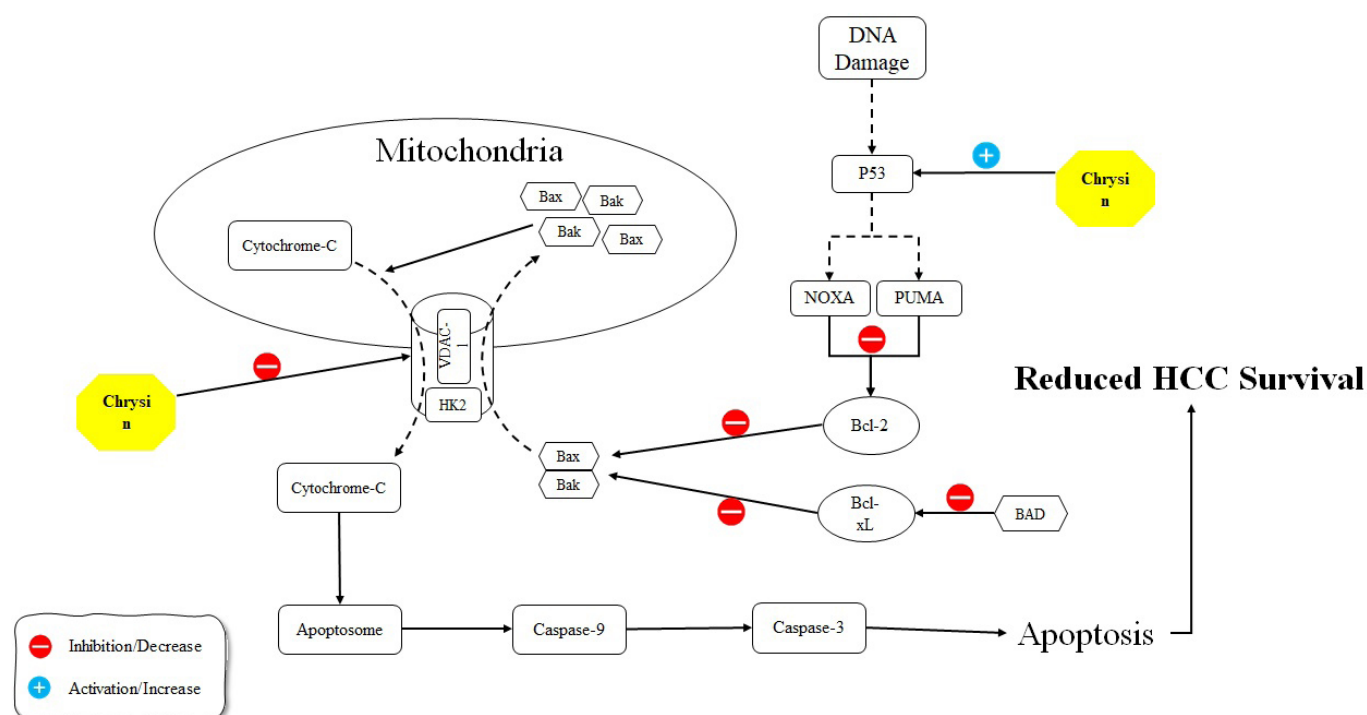 DNA
Damage
Mitochondria
P53
Chrysi
n
Bax
Bak
Bak
Bax
Cytochrome-C
NOXA
PUMA
VDAC-
1
HK2
Chrysi
n
Reduced HCC Survival
Bcl-2
Bax
Bak
Cytochrome-C
Bcl-
xL
BAD
Apoptosome
Caspase-9
Caspase-3
Apoptosis
Inhibition/Decrease
Activation/Increase